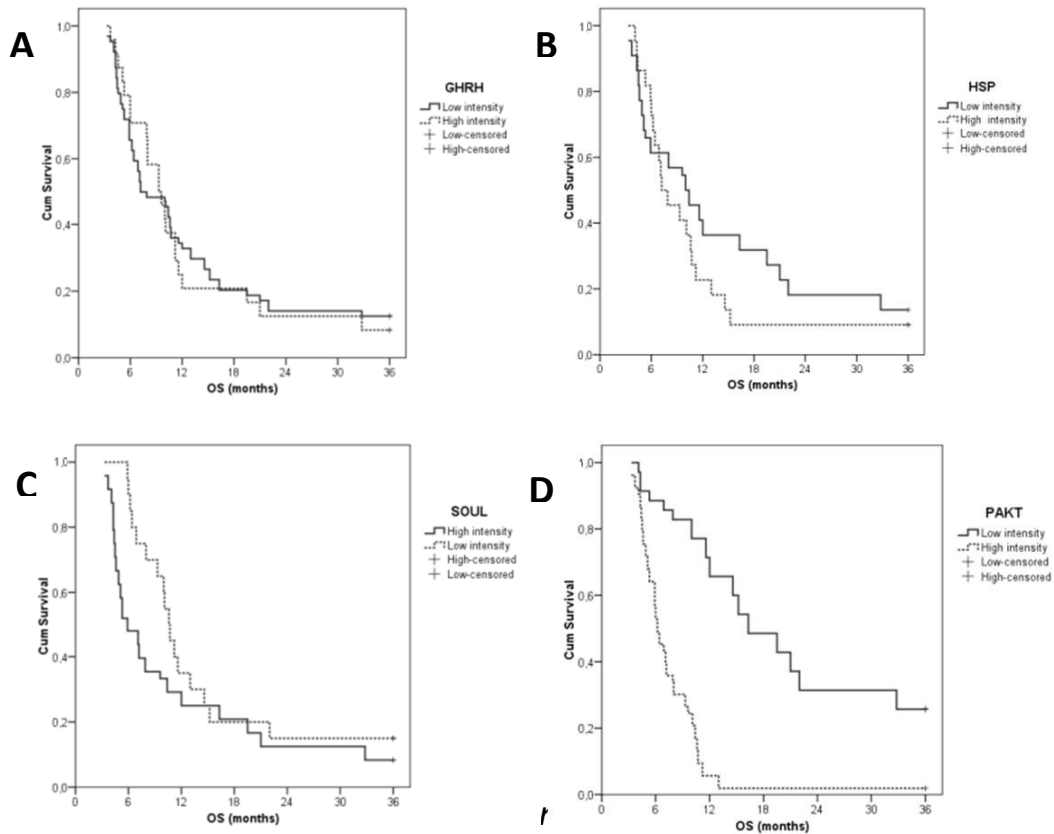 A
1,0
0,8
0,6
0,4
0,2
0,0
Cum Survival
0 6 12 18 24 30 36
OS (months)
GHRH
Low intensity
High intensity
Low-censored
High-censored
B
1,0
0,8
0,6
0,4
0,2
0,0
Cum Survival
0 6 12 18 24 30 36
OS (months)
HSP
Low intensity
High intensity
Low-censored
High-censored
C
1,0
0,8
0,6
0,4
0,2
0,0
Cum Survival
0 6 12 18 24 30 36
OS (months)
SOUL
High intensity
Low intensity
High-censored
Low-censored
D
1,0
0,8
0,6
0,4
0,2
0,0
Cum Survival
0 6 12 18 24 30 36
OS (months)
PAKT
Low intensity
High intensity
Low-censored
High-censored